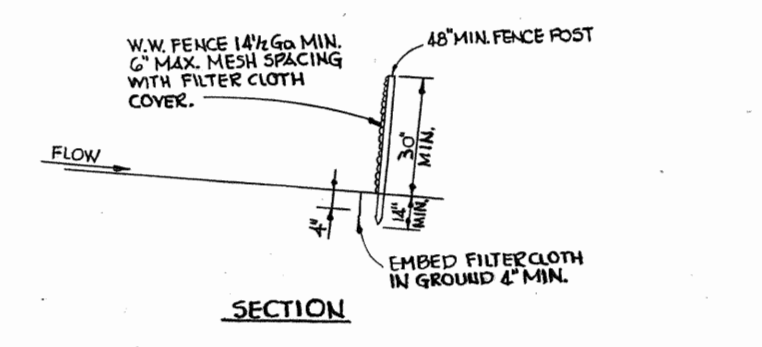 W.W. FENCE 14½ Ga MIN.
6" MAX. MESH SPACING
WITH FILTER CLOTH
COVER.
48" MIN. FENCE POST
FLOW
30"
MIN.
14"
MIN.
4"
EMBED FILTER CLOTH
IN GROUND 4" MIN.
SECTION